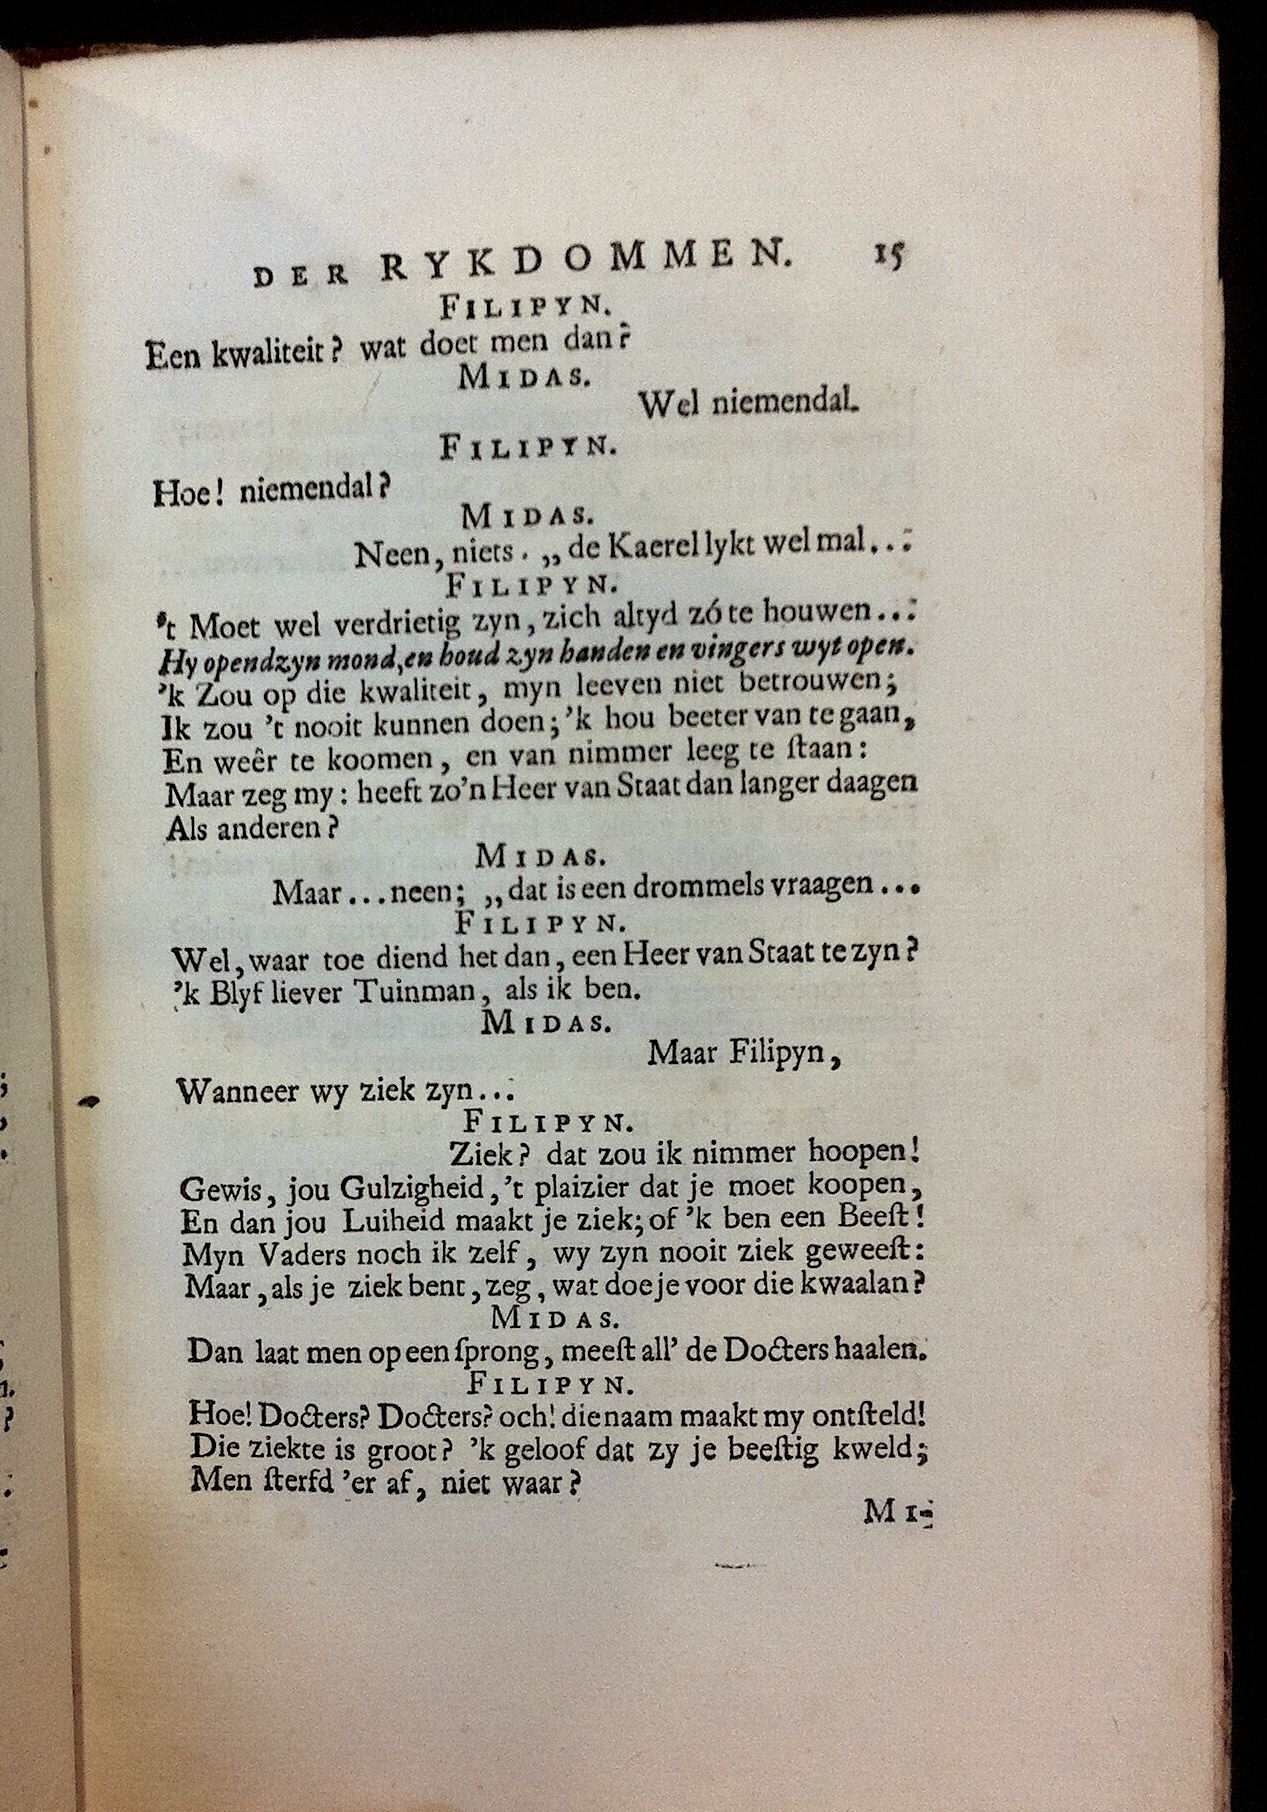 DER RYKDOMMEN. 15
FILIPYN.
Een kwaliteit? wat doet men dan?
MIDAS.
Wel niemendal.
FILIPYN.
Hoe! niemendal?
MIDAS.
Neen, niets. „de Kaerel lykt wel mal...
FILIPYN.
't Moet wel verdrietig zyn, zich altyd zó te houwen...
Hy opend zyn mond, en houd zyn handen en vingers wyt open.
'k Zou op die kwaliteit, myn leeven niet betrouwen;
Ik zou 't nooit kunnen doen; 'k hou beeter van te gaan,
En weêr te koomen, en van nimmer leeg te ſtaan:
Maar zeg my: heeft zo'n Heer van Staat dan langer daagen
Als anderen?
MIDAS.
Maar...neen; „dat is een drommels vraagen...
FILIPYN.
Wel, waar toe diend het dan, een Heer van Staat te zyn?
'k Blyf liever Tuinman, als ik ben.
MIDAS.
Maar Filipyn,
Wanneer wy ziek zyn...
FILIPYN.
Ziek? dat zou ik nimmer hoopen!
Gewis, jou Gulzigheid, 't plaizier dat je moet koopen,
En dan jou Luiheid maakt je ziek; of 'k ben een Beeſt!
Myn Vaders noch ik zelf, wy zyn nooit ziek geweeſt:
Maar, als je ziek bent, zeg, wat doe je voor die kwaalan?
MIDAS.
Dan laat men op een ſprong, meeſt all' de Docters haalen.
FILIPYN.
Hoe! Docters? Docters? och! die naam maakt my ontſteld!
Die ziekte is groot? 'k geloof dat zy je beeſtig kweld;
Men ſterfd 'er af, niet waar?
MI-